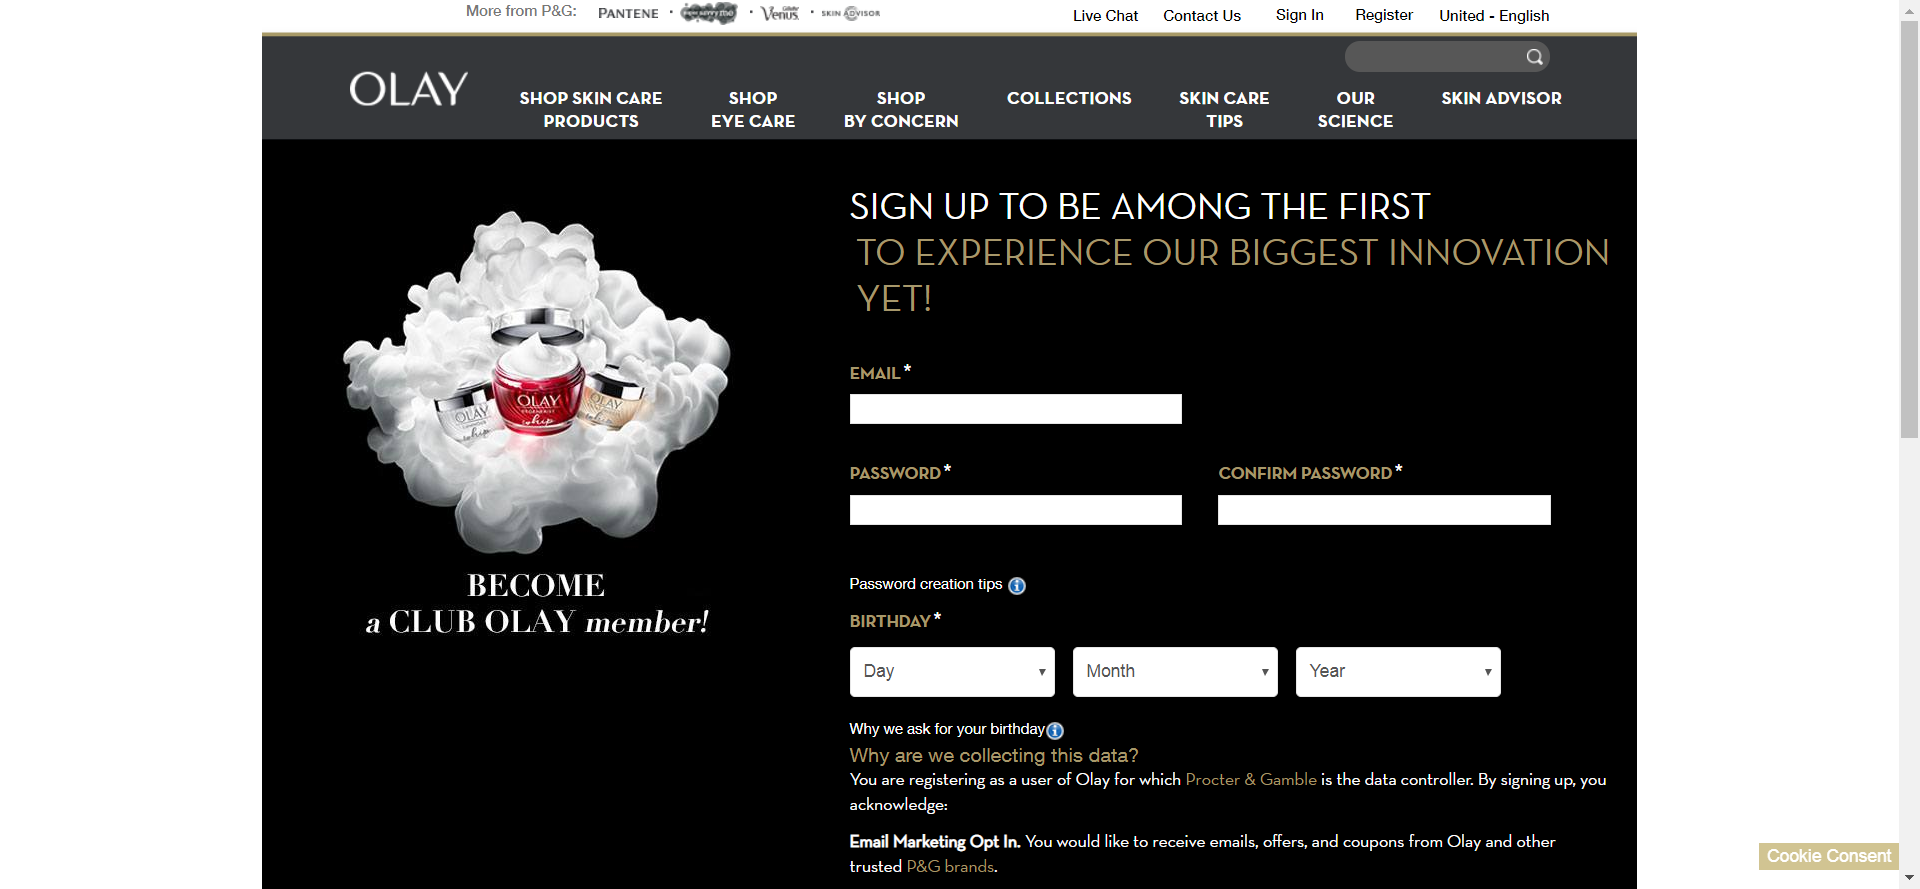 More from P&G: PANTENE · · Gillette Venus. · SKIN ADVISOR
Live Chat Contact Us Sign In Register United - English
OLAY
SHOP SKIN CARE PRODUCTS
SHOP EYE CARE
SHOP BY CONCERN
COLLECTIONS
SKIN CARE TIPS
OUR SCIENCE
SKIN ADVISOR
SIGN UP TO BE AMONG THE FIRST
TO EXPERIENCE OUR BIGGEST INNOVATION
YET!
OLAY
whip
OLAY
REGENERIST
whip
OLAY
whip
BECOME
a CLUB OLAY member!
EMAIL*
PASSWORD* CONFIRM PASSWORD*
Password creation tips
BIRTHDAY*
Day Month Year
Why we ask for your birthday
Why are we collecting this data?
You are registering as a user of Olay for which Procter & Gamble is the data controller. By signing up, you
acknowledge:
Email Marketing Opt In. You would like to receive emails, offers, and coupons from Olay and other
trusted P&G brands.
Cookie Consent